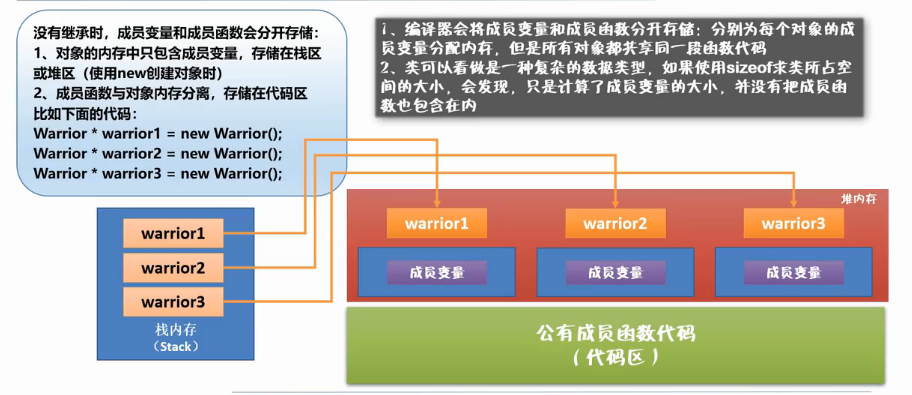 没有继承时，成员变量和成员函数会分开存储：
1、对象的内存中只包含成员变量，存储在栈区
或堆区（使用new创建对象时）
2、成员函数与对象内存分离，存储在代码区
比如下面的代码：
Warrior * warrior1 = new Warrior();
Warrior * warrior2 = new Warrior();
Warrior * warrior3 = new Warrior();
1、编译器会将成员变量和成员函数分开存储：分别为每个对象的成
员变量分配内存，但是所有对象都共享同一段函数代码
2、类可以看做是一种复杂的数据类型，如果使用sizeof求类所占空
间的大小，会发现，只是计算了成员变量的大小，并没有把成员函
数也包含在内
warrior1
warrior2
warrior3
栈内存
（Stack）
堆内存
warrior1
warrior2
warrior3
成员变量
成员变量
成员变量
公有成员函数代码
（代码区）